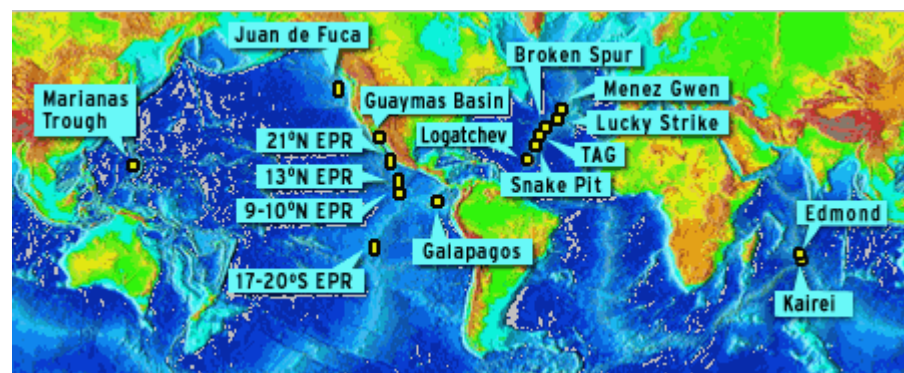 Juan de Fuca
Broken Spur
Marianas
Trough
Guaymas Basin
Menez Gwen
Logatchev
Lucky Strike
21ºN EPR
TAG
13ºN EPR
Snake Pit
9-10ºN EPR
Edmond
Galapagos
17-20ºS EPR
Kairei